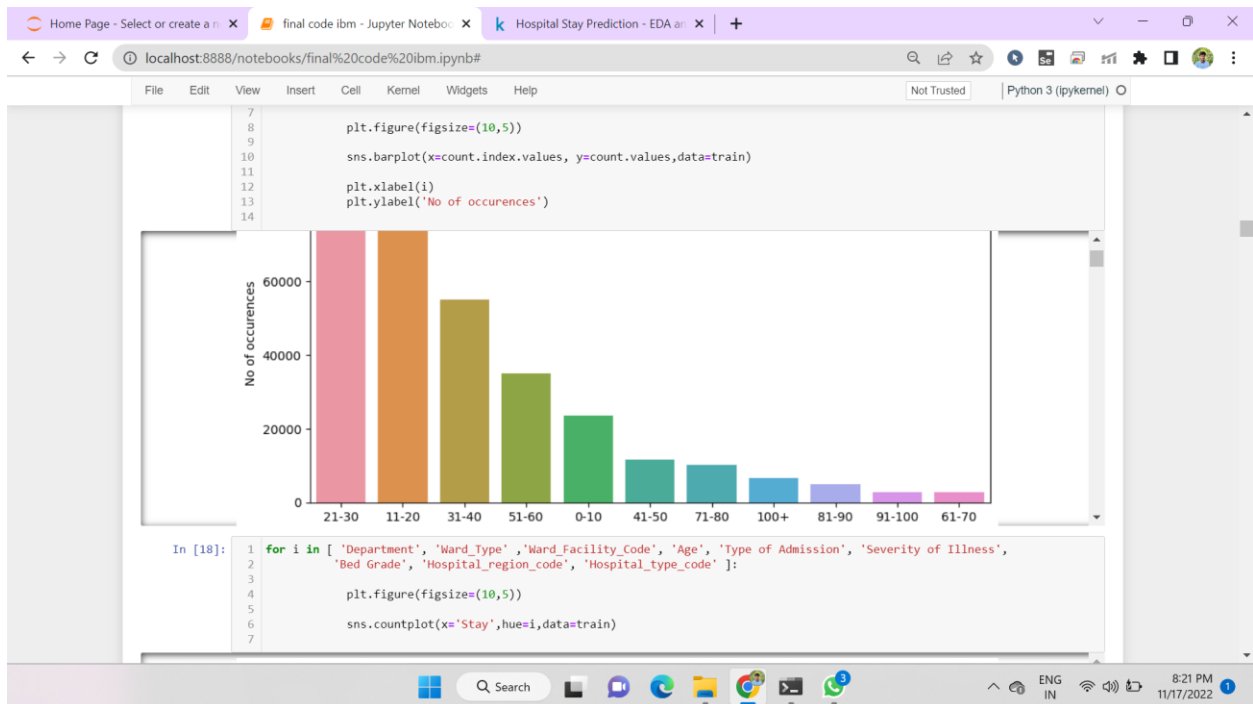 Home Page - Select or create a n
final code ibm - Jupyter Noteboo
Hospital Stay Prediction - EDA an
localhost:8888/notebooks/final%20code%20ibm.ipynb#
File Edit View Insert Cell Kernel Widgets Help Not Trusted Python 3 (ipykernel)
7
8 plt.figure(figsize=(10,5))
9
10 sns.barplot(x=count.index.values, y=count.values,data=train)
11
12 plt.xlabel(i)
13 plt.ylabel('No of occurences')
14
No of occurences
60000
40000
20000
0
21-30 11-20 31-40 51-60 0-10 41-50 71-80 100+ 81-90 91-100 61-70
In [18]:
1 for i in [ 'Department', 'Ward_Type' ,'Ward_Facility_Code', 'Age', 'Type of Admission', 'Severity of Illness',
2 'Bed Grade', 'Hospital_region_code', 'Hospital_type_code' ]:
3
4 plt.figure(figsize=(10,5))
5
6 sns.countplot(x='Stay',hue=i,data=train)
7
Search
3
ENG
IN
8:21 PM
11/17/2022
1